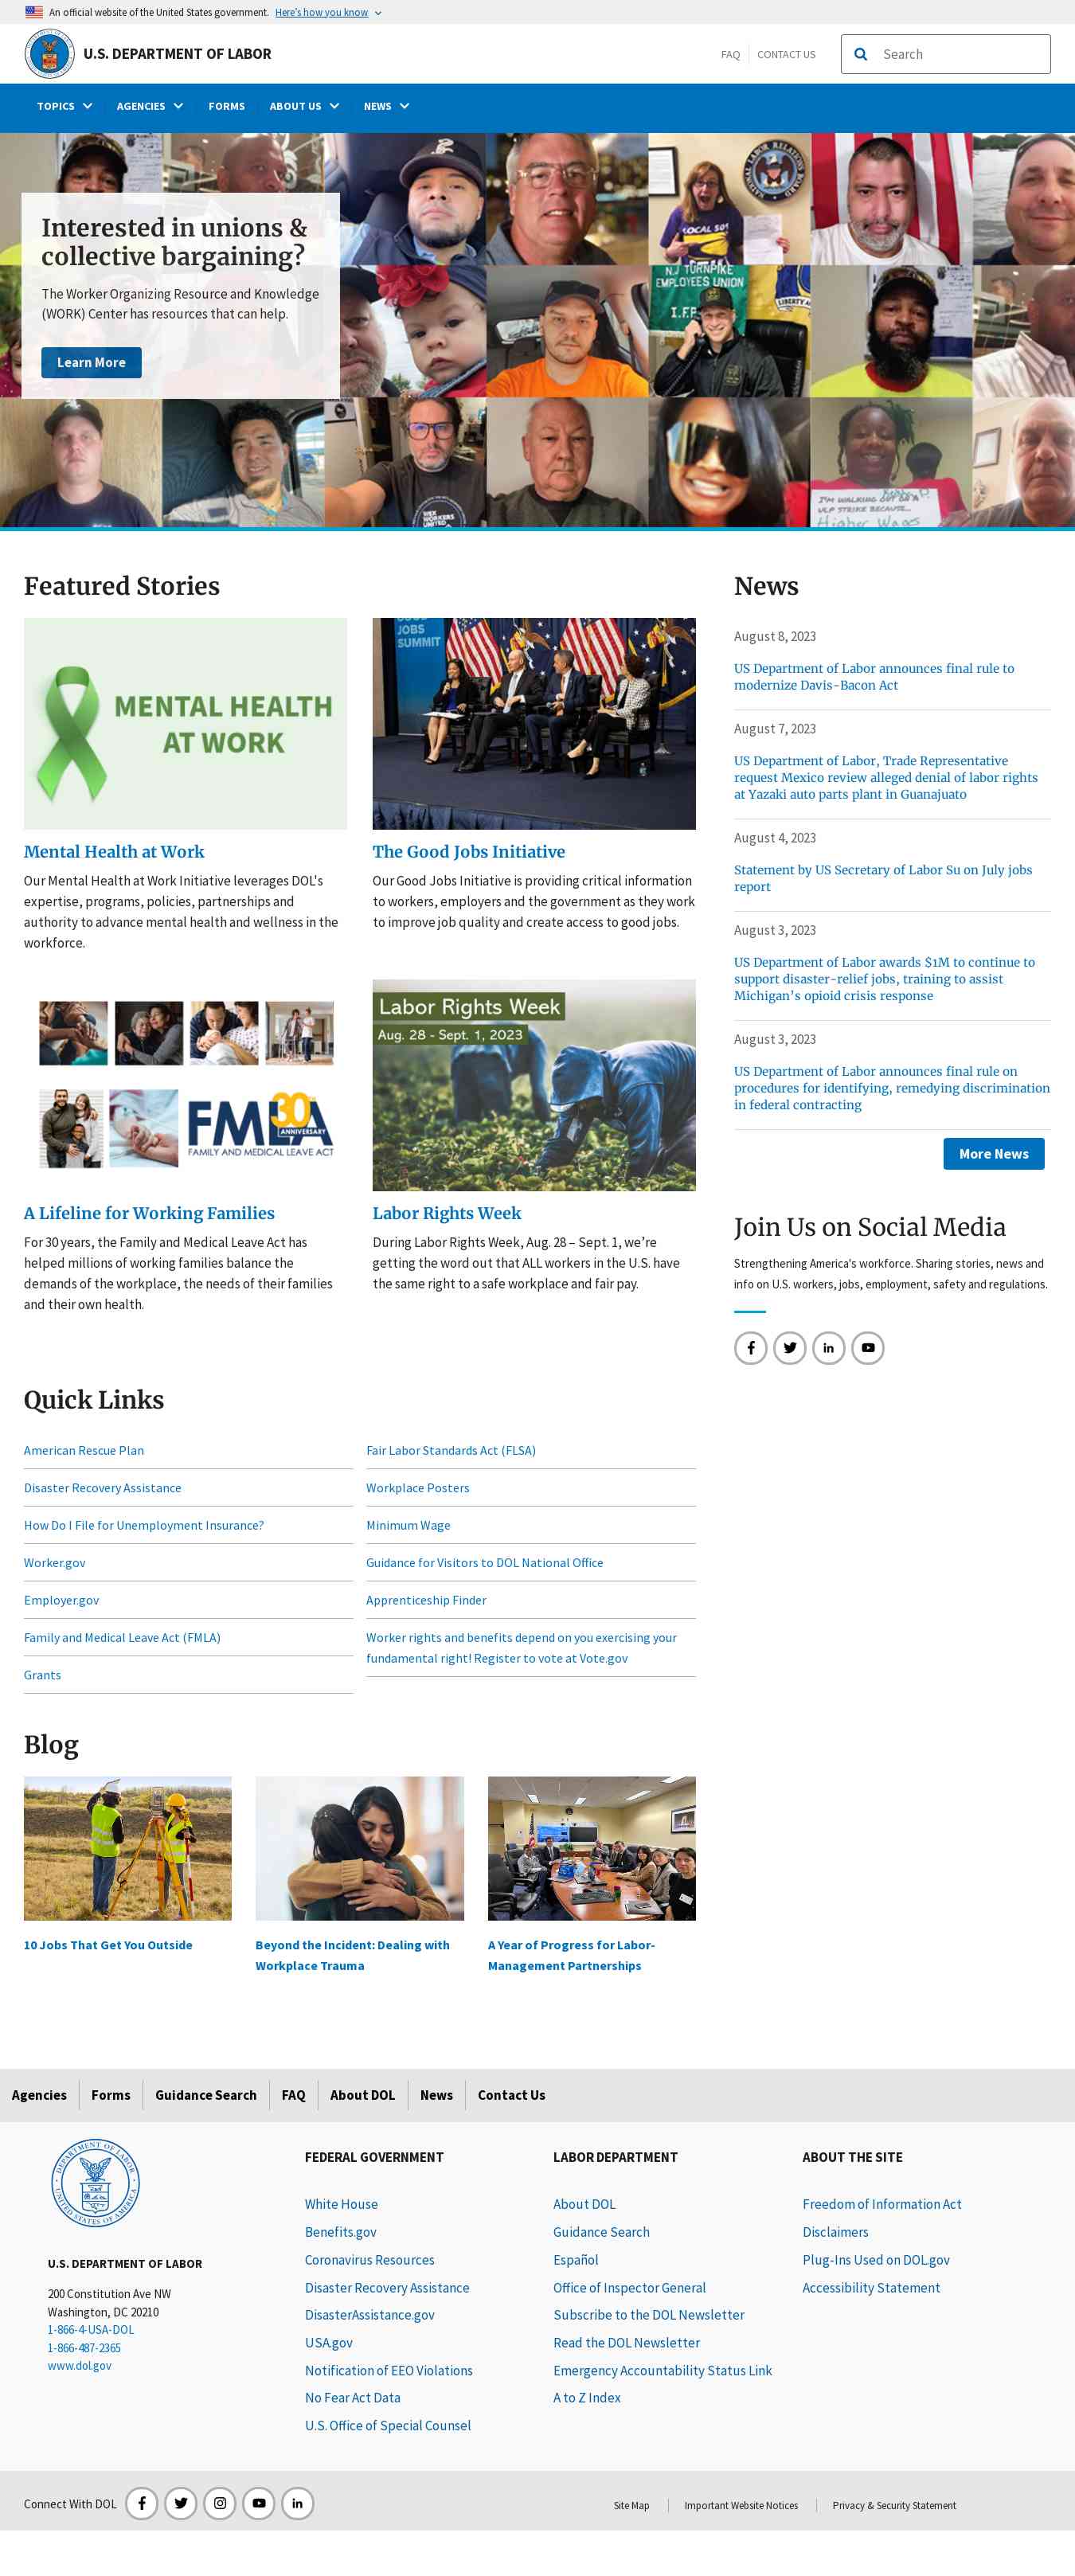 An official website of the United States government. Here's how you know
U.S. DEPARTMENT OF LABOR
FAQ
CONTACT US
Search
TOPICS
AGENCIES
FORMS
ABOUT US
NEWS
Interested in unions &
collective bargaining?
The Worker Organizing Resource and Knowledge
(WORK) Center has resources that can help.
Learn More
LOCAL 50
N.J. TURNPIKE
EMPLOYEES UNION
I'M WALKING OUT ON A
ULP STRIKE BECAUSE...
Higher Wages
Featured Stories
MENTAL HEALTH
AT WORK
Mental Health at Work
Our Mental Health at Work Initiative leverages DOL's
expertise, programs, policies, partnerships and
authority to advance mental health and wellness in the
workforce.
GOOD
JOBS
SUMMIT
The Good Jobs Initiative
Our Good Jobs Initiative is providing critical information
to workers, employers and the government as they work
to improve job quality and create access to good jobs.
FMLA
30TH
ANNIVERSARY
FAMILY AND MEDICAL LEAVE ACT
A Lifeline for Working Families
For 30 years, the Family and Medical Leave Act has
helped millions of working families balance the
demands of the workplace, the needs of their families
and their own health.
Labor Rights Week
Aug. 28 - Sept. 1, 2023
Labor Rights Week
During Labor Rights Week, Aug. 28 – Sept. 1, we’re
getting the word out that ALL workers in the U.S. have
the same right to a safe workplace and fair pay.
News
August 8, 2023
US Department of Labor announces final rule to
modernize Davis-Bacon Act
August 7, 2023
US Department of Labor, Trade Representative
request Mexico review alleged denial of labor rights
at Yazaki auto parts plant in Guanajuato
August 4, 2023
Statement by US Secretary of Labor Su on July jobs
report
August 3, 2023
US Department of Labor awards $1M to continue to
support disaster-relief jobs, training to assist
Michigan’s opioid crisis response
August 3, 2023
US Department of Labor announces final rule on
procedures for identifying, remedying discrimination
in federal contracting
More News
Join Us on Social Media
Strengthening America's workforce. Sharing stories, news and
info on U.S. workers, jobs, employment, safety and regulations.
Quick Links
American Rescue Plan
Disaster Recovery Assistance
How Do I File for Unemployment Insurance?
Worker.gov
Employer.gov
Family and Medical Leave Act (FMLA)
Grants
Fair Labor Standards Act (FLSA)
Workplace Posters
Minimum Wage
Guidance for Visitors to DOL National Office
Apprenticeship Finder
Worker rights and benefits depend on you exercising your
fundamental right! Register to vote at Vote.gov
Blog
10 Jobs That Get You Outside
Beyond the Incident: Dealing with
Workplace Trauma
A Year of Progress for Labor-
Management Partnerships
Agencies
Forms
Guidance Search
FAQ
About DOL
News
Contact Us
DEPARTMENT OF LABOR
UNITED STATES OF AMERICA
U.S. DEPARTMENT OF LABOR
200 Constitution Ave NW
Washington, DC 20210
1-866-4-USA-DOL
1-866-487-2365
www.dol.gov
FEDERAL GOVERNMENT
White House
Benefits.gov
Coronavirus Resources
Disaster Recovery Assistance
DisasterAssistance.gov
USA.gov
Notification of EEO Violations
No Fear Act Data
U.S. Office of Special Counsel
LABOR DEPARTMENT
About DOL
Guidance Search
Español
Office of Inspector General
Subscribe to the DOL Newsletter
Read the DOL Newsletter
Emergency Accountability Status Link
A to Z Index
ABOUT THE SITE
Freedom of Information Act
Disclaimers
Plug-Ins Used on DOL.gov
Accessibility Statement
Connect With DOL
Site Map
Important Website Notices
Privacy & Security Statement